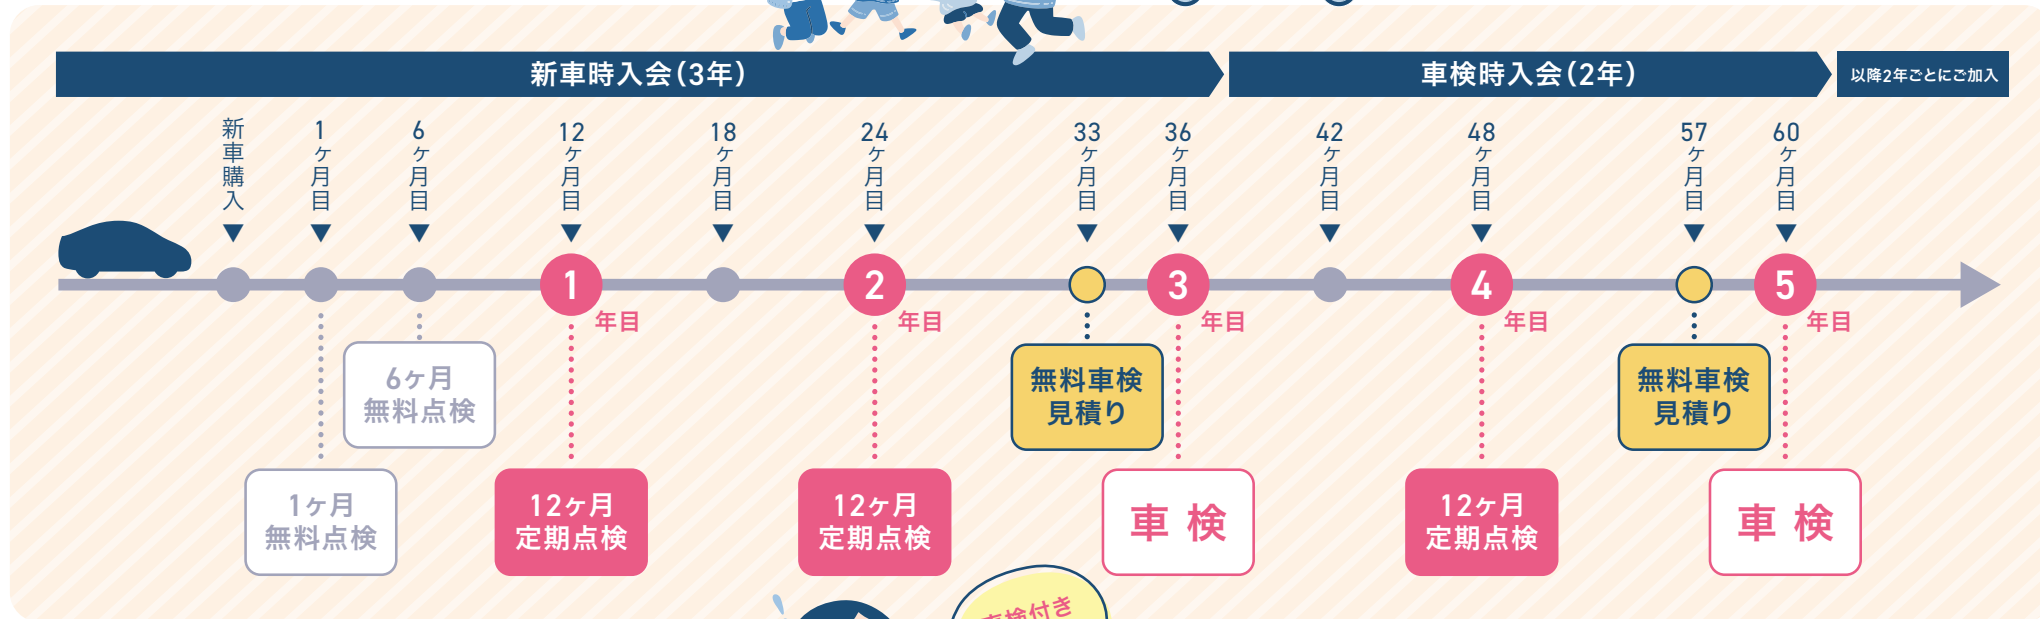 新車時入会(3年)
車検時入会(2年)
以降2年ごとにご加入
新車購入
1ヶ月目
6ヶ月目
12ヶ月目
18ヶ月目
24ヶ月目
33ヶ月目
36ヶ月目
42ヶ月目
48ヶ月目
57ヶ月目
60ヶ月目
1年目
2年目
3年目
4年目
5年目
6ヶ月
無料点検
無料車検
見積り
無料車検
見積り
1ヶ月
無料点検
12ヶ月
定期点検
12ヶ月
定期点検
車検
12ヶ月
定期点検
車検
車検付き